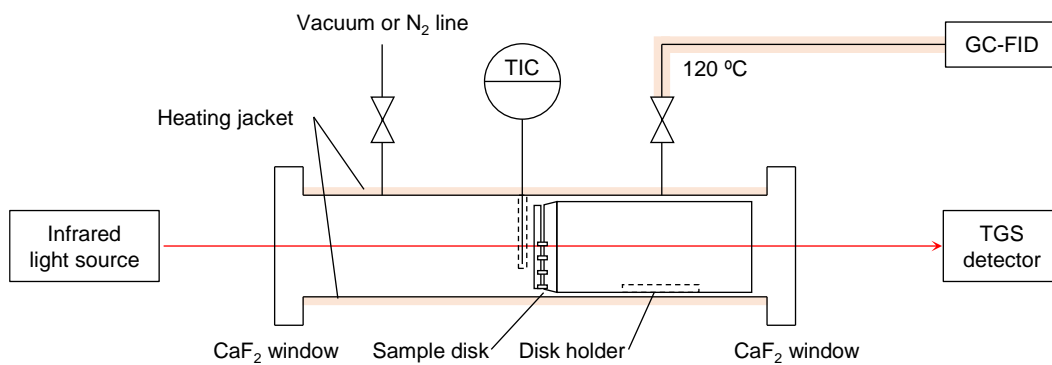 Vacuum or N₂ line
TIC
GC-FID
120 ºC
Heating jacket
Infrared
light source
TGS
detector
CaF₂ window
Sample disk
Disk holder
CaF₂ window